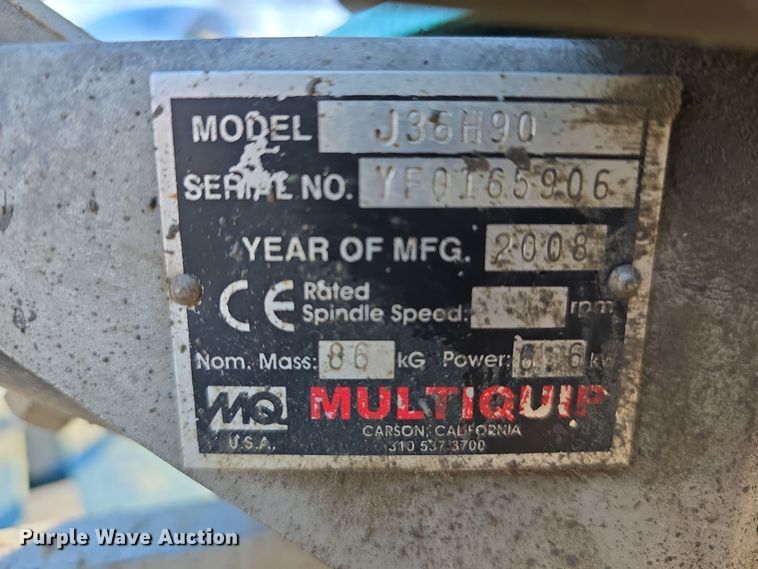 MODEL J36H90
SERIAL NO. YF0165906
YEAR OF MFG. 2008
CE Rated
Spindle Speed: rpm
Nom. Mass: 86 KG Power: kw
MQ MULTIQUIP
U.S.A. CARSON, CALIFORNIA
310 537 3700
Purple Wave Auction